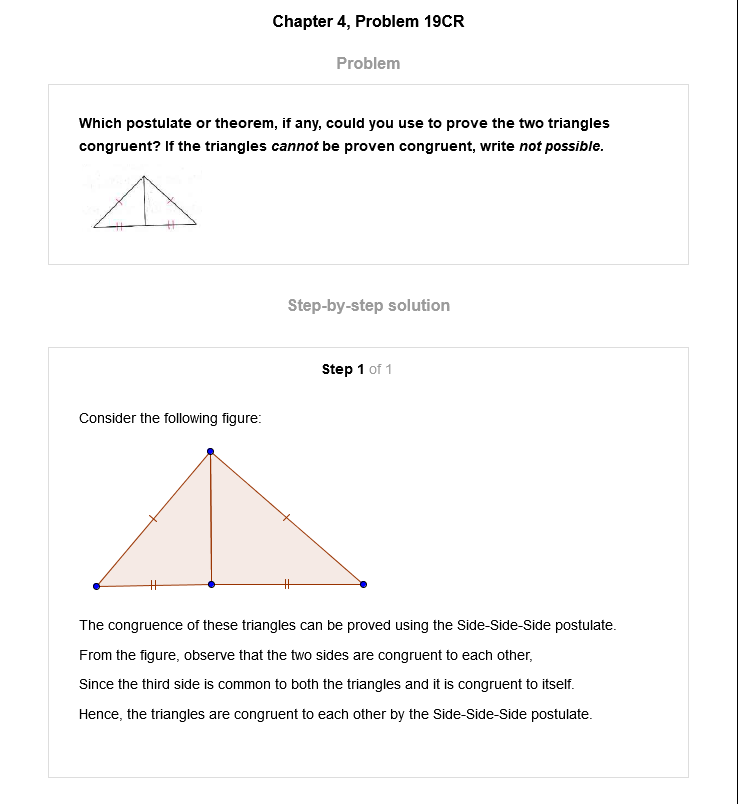 Chapter 4, Problem 19CR
Problem
Which postulate or theorem, if any, could you use to prove the two triangles
congruent? If the triangles cannot be proven congruent, write not possible.
Step-by-step solution
Step 1 of 1
Consider the following figure:
The congruence of these triangles can be proved using the Side-Side-Side postulate.
From the figure, observe that the two sides are congruent to each other,
Since the third side is common to both the triangles and it is congruent to itself.
Hence, the triangles are congruent to each other by the Side-Side-Side postulate.